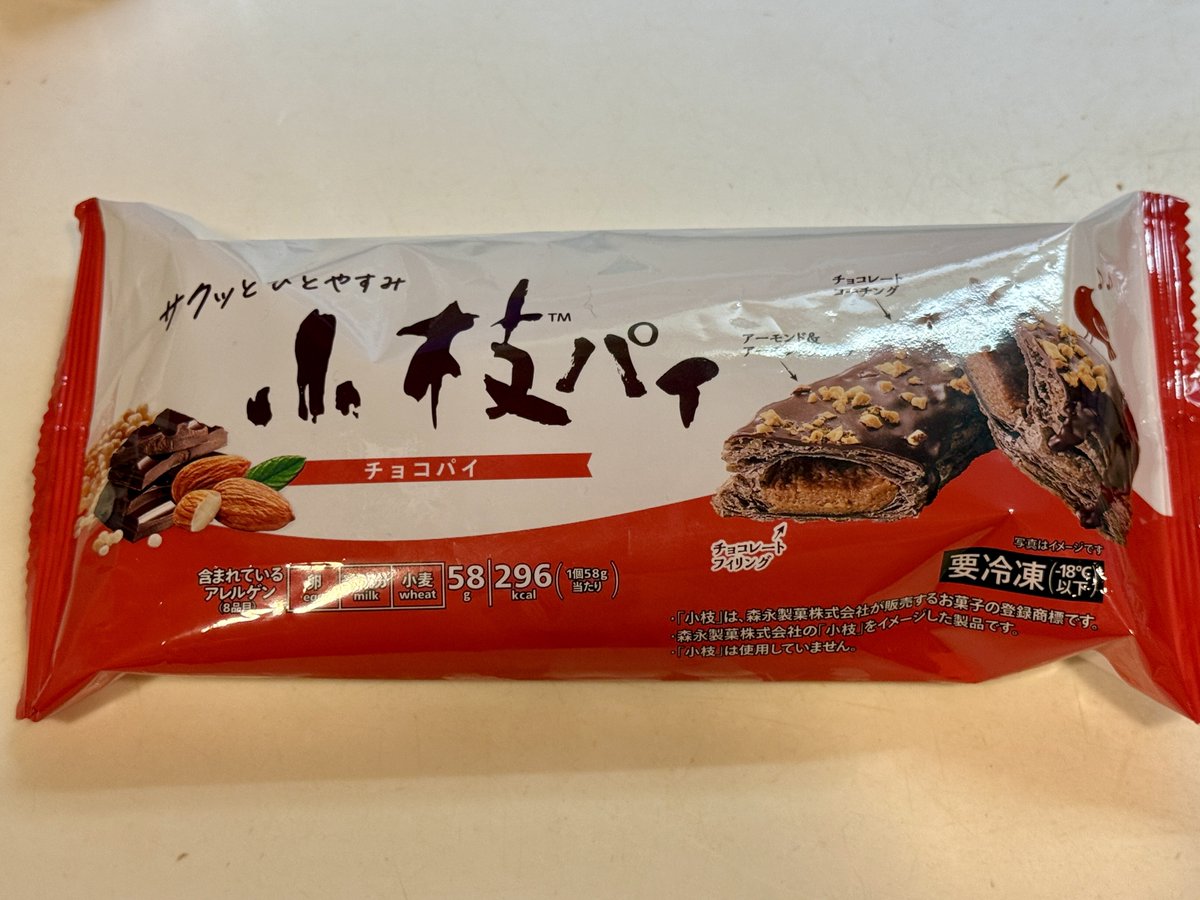 サクッとひとやすみ
小枝™パイ
チョコパイ
チョコレート
コーチング
アーモンド&
チョコレート
フィリング
写真はイメージです
要冷凍(-18℃以下)
含まれている
アレルゲン
(8品目)
卵 egg
milk
小麦 wheat
58g
296kcal
(1個58g当たり)
・「小枝」は、森永製菓株式会社が販売するお菓子の登録商標です。
・森永製菓株式会社の「小枝」をイメージした製品です。
・「小枝」は使用していません。